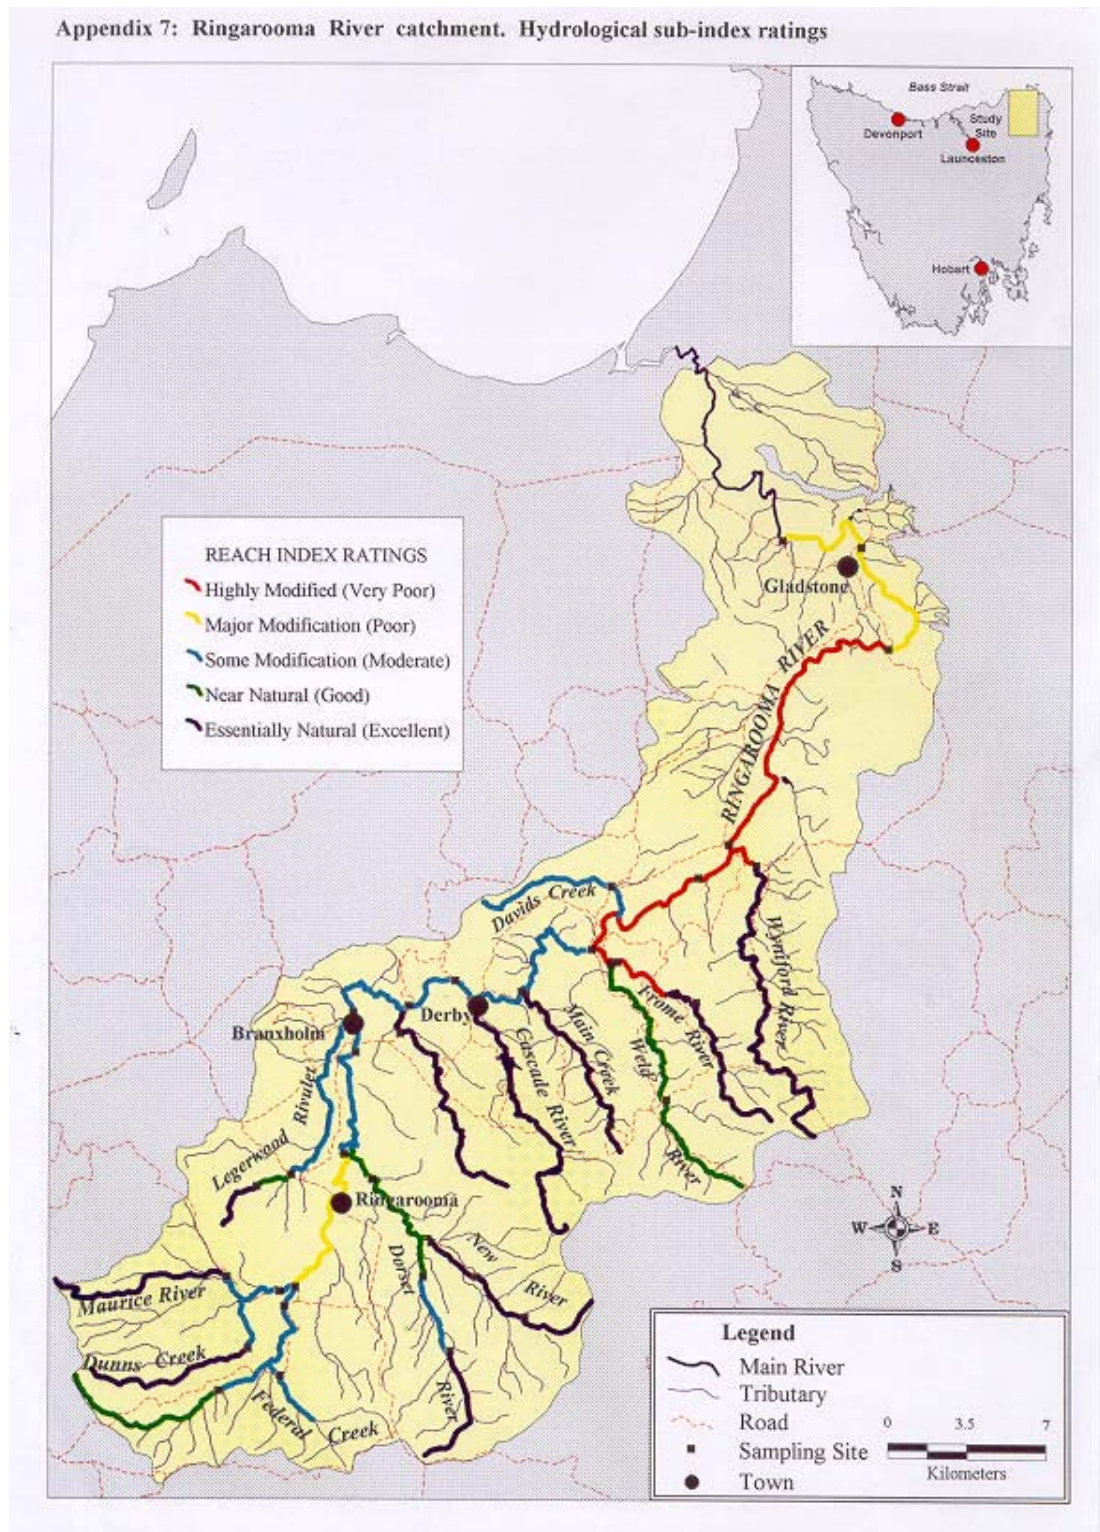 Appendix 7: Ringarooma River catchment. Hydrological sub-index ratings
Bass Strait
Devonport
Study
Site
Launceston
Hobart
REACH INDEX RATINGS
Highly Modified (Very Poor)
Major Modification (Poor)
Some Modification (Moderate)
Near Natural (Good)
Essentially Natural (Excellent)
Gladstone
RINGAROOMA RIVER
Davids Creek
Wyniford River
Frome River
Branxholm
Derby
Main Creek
Cascade River
Weld River
Legerwood Rivulet
Ringarooma
New River
Dorset River
Maurice River
Dunns Creek
Federal Creek
N
W E
S
Legend
Main River
Tributary
Road
Sampling Site
Town
0 3.5 7
Kilometers